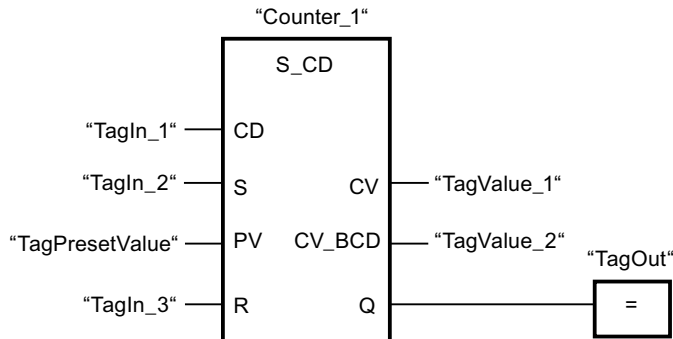 “Counter_1“
S_CD
“TagIn_1“ CD
“TagIn_2“ S CV “TagValue_1“
“TagPresetValue“ PV CV_BCD “TagValue_2“
“TagOut“
“TagIn_3“ R Q =